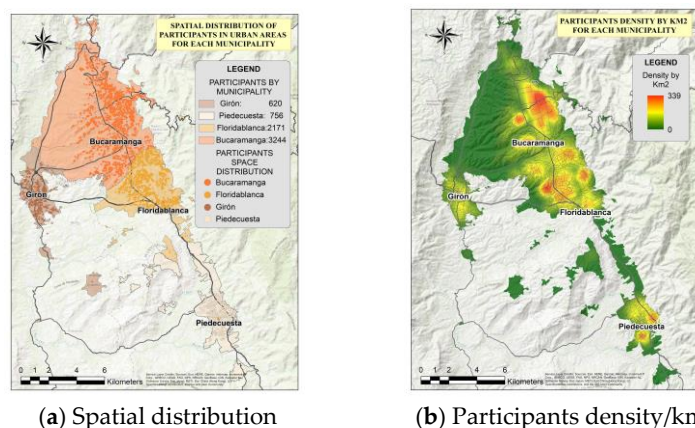 SPATIAL DISTRIBUTION OF
PARTICIPANTS IN URBAN AREAS
FOR EACH MUNICIPALITY
LEGEND
PARTICIPANTS BY
MUNICIPALITY
Girón: 620
Piedecuesta: 756
Floridablanca:2171
Bucaramanga:3244
PARTICIPANTS
SPACE
DISTRIBUTION
Bucaramanga
Floridablanca
Girón
Piedecuesta
Bucaramanga
Giron
Floridablanca
Piedecuesta
0 1 2 4 6
Kilometers
PARTICIPANTS DENSITY BY KM2
FOR EACH MUNICIPALITY
LEGEND
Density by
Km2
339
0
Bucaramanga
Giron
Floridablanca
Piedecuesta
0 1 2 4 6
Kilometers
(a) Spatial distribution
(b) Participants density/km